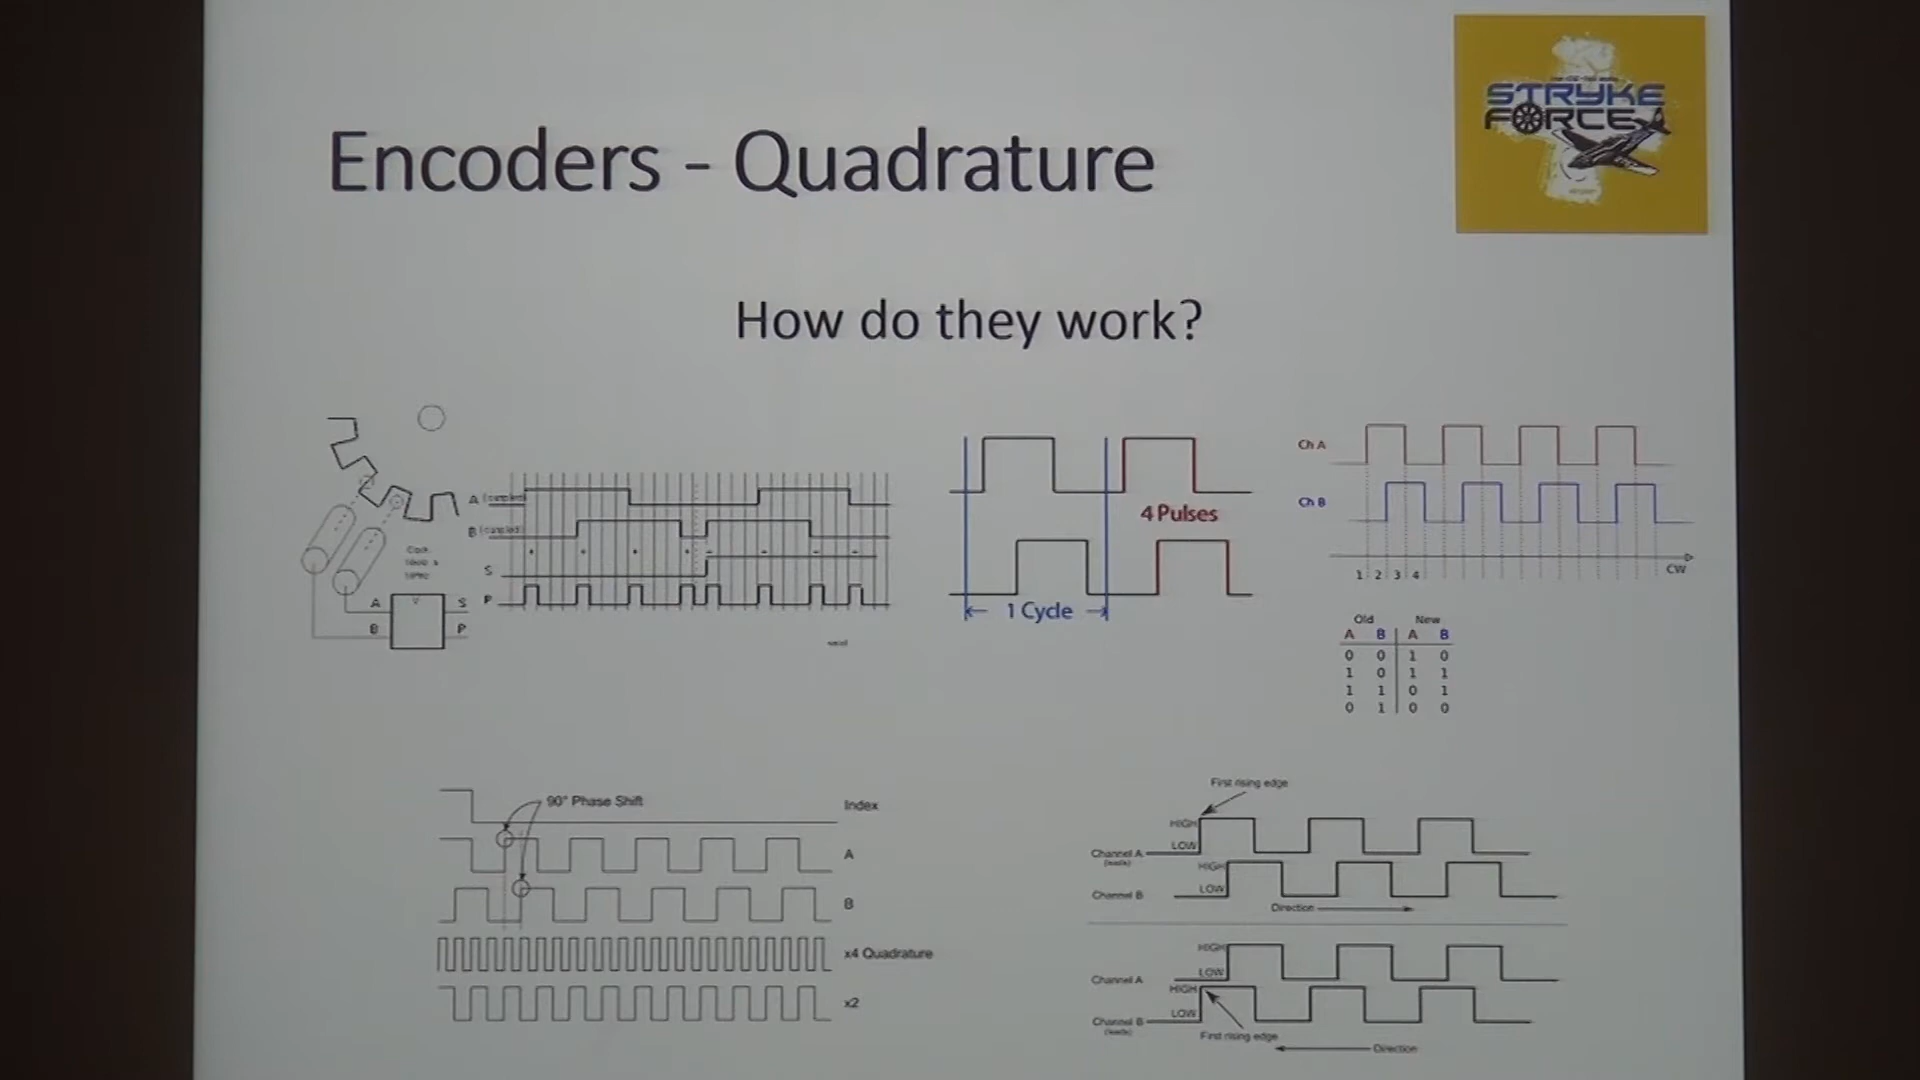 STRYKE
FORCE
Encoders - Quadrature
How do they work?
A
B
S
P
A
B
S
P
4 Pulses
1 Cycle
Ch A
Ch B
1 2 3 4
CW
Old New
A B A B
0 0 1 0
1 0 1 1
1 1 0 1
0 1 0 0
90° Phase Shift
Index
A
B
x4 Quadrature
x2
First rising edge
HIGH
LOW
Channel A
(leads)
HIGH
LOW
Channel B
Direction
HIGH
LOW
Channel A
HIGH
LOW
Channel B
(leads)
First rising edge
Direction